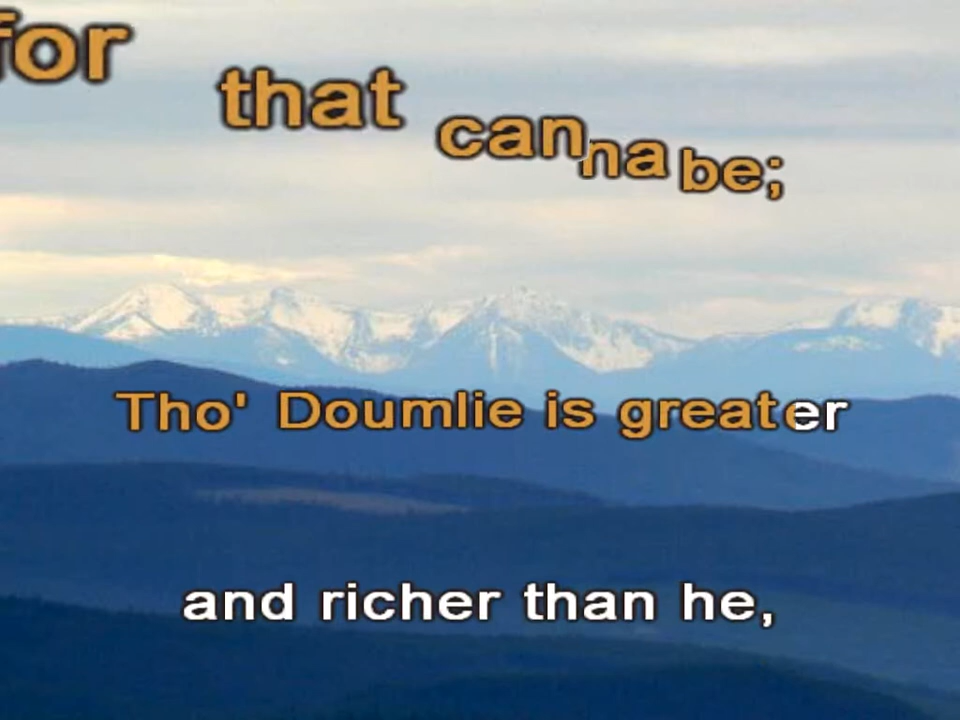 for that canna be;
Tho' Doumlie is greater
and richer than he,